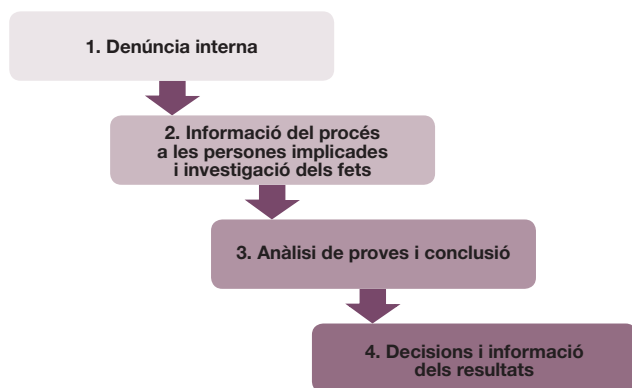 1. Denúncia interna
2. Informació del procés
a les persones implicades
i investigació dels fets
3. Anàlisi de proves i conclusió
4. Decisions i informació
dels resultats